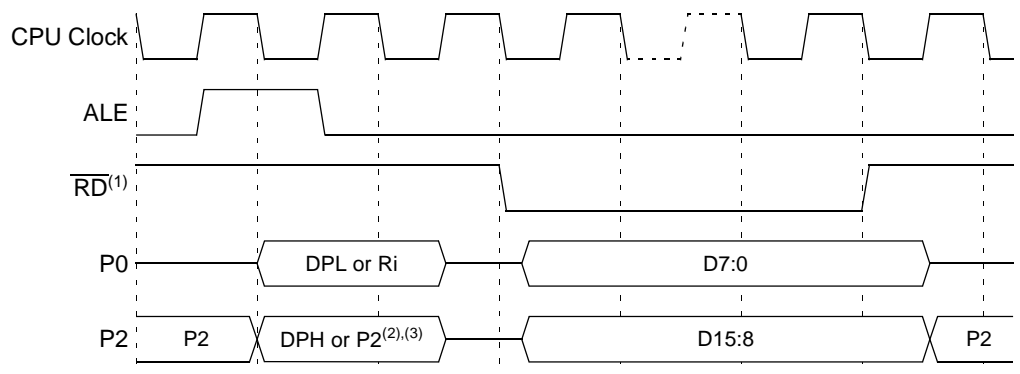 CPU Clock
ALE
RD(1)
P0 DPL or Ri D7:0
P2 P2 DPH or P2(2),(3) D15:8 P2